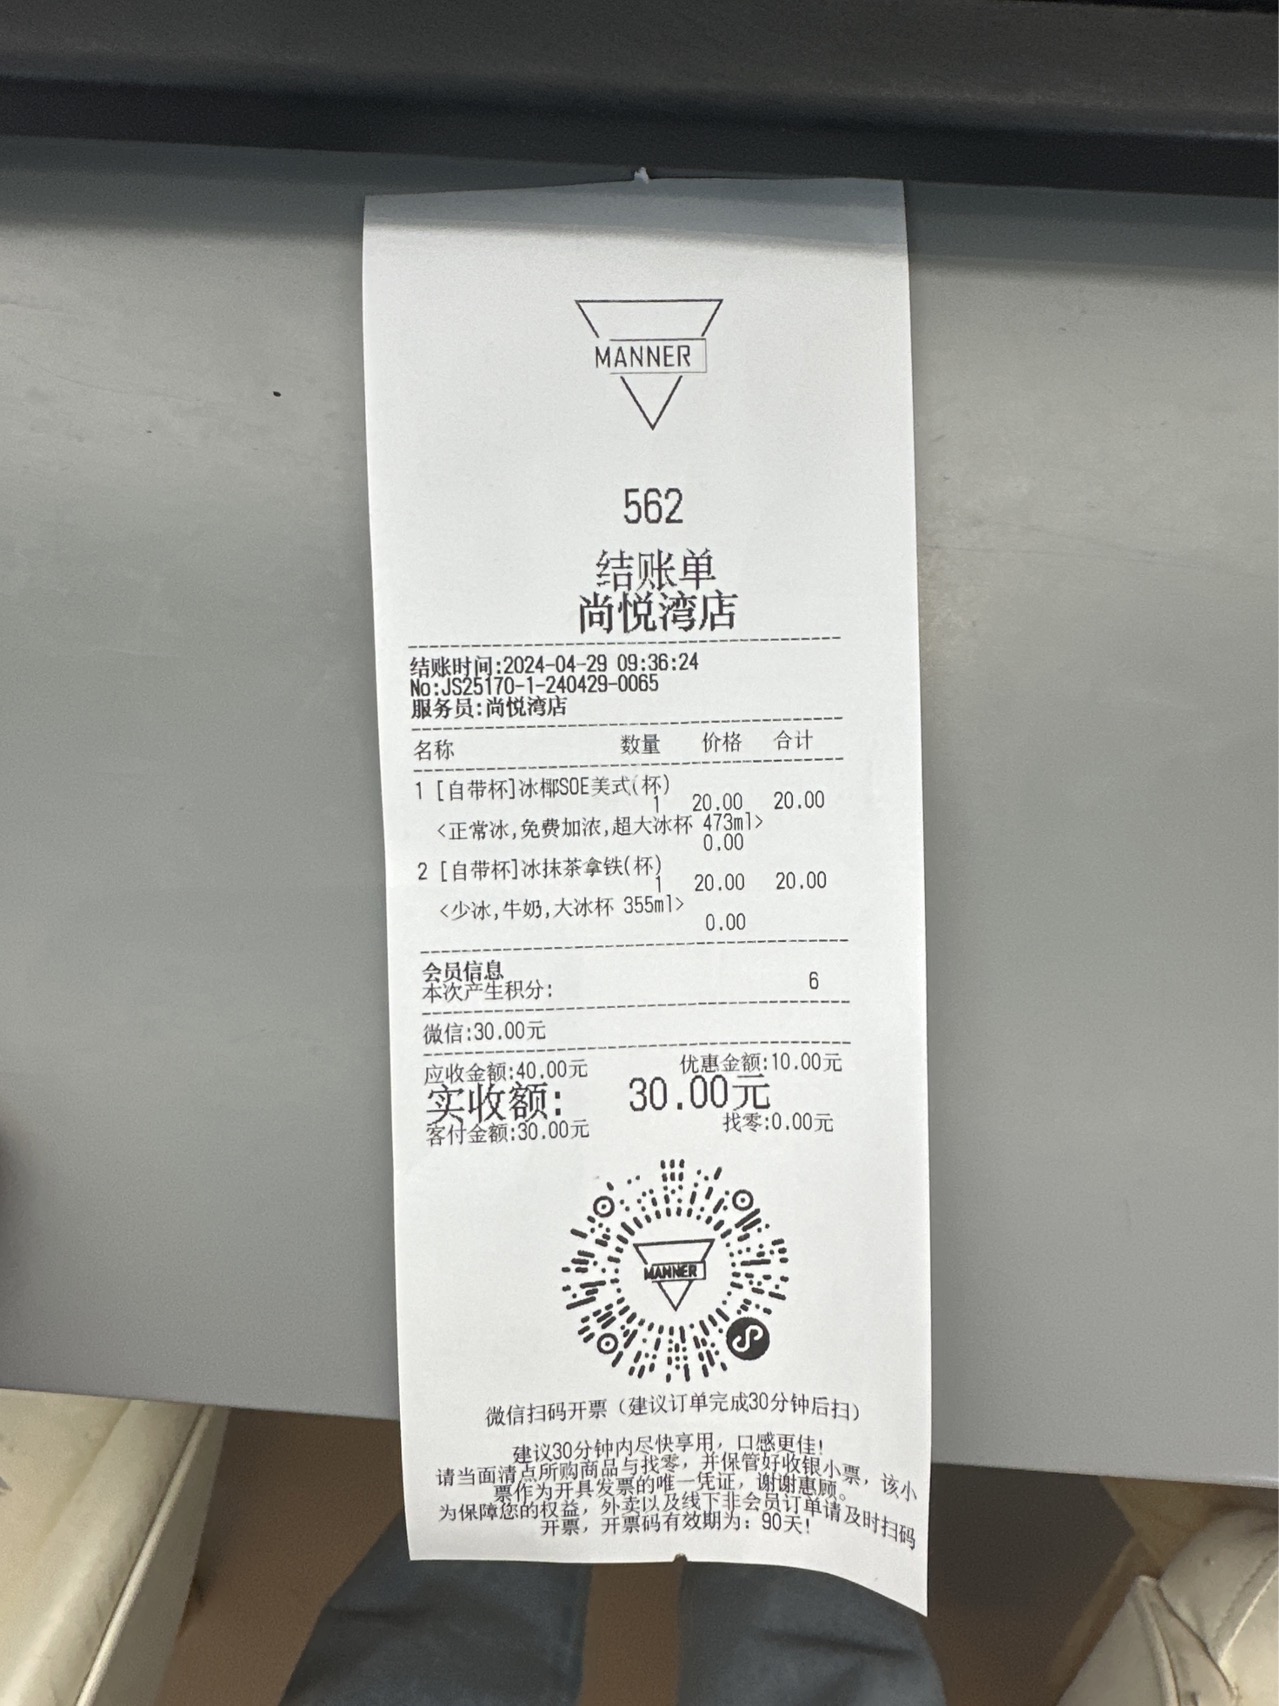 MANNER
562
结账单
尚悦湾店
结账时间:2024-04-29 09:36:24
No:JS25170-1-240429-0065
服务员:尚悦湾店
名称 数量 价格 合计
1 [自带杯]冰椰SOE美式(杯)
1 20.00 20.00
<正常冰,免费加浓,超大冰杯 473ml>
0.00
2 [自带杯]冰抹茶拿铁(杯)
1 20.00 20.00
<少冰,牛奶,大冰杯 355ml>
0.00
会员信息
本次产生积分: 6
微信:30.00元
应收金额:40.00元 优惠金额:10.00元
实收额: 30.00元
客付金额:30.00元 找零:0.00元
MANNER
微信扫码开票（建议订单完成30分钟后扫）
建议30分钟内尽快享用，口感更佳!
请当面清点所购商品与找零，并保管好收银小票，该小
票作为开具发票的唯一凭证，谢谢惠顾。
为保障您的权益，外卖以及线下非会员订单请及时扫码
开票，开票码有效期为：90天!